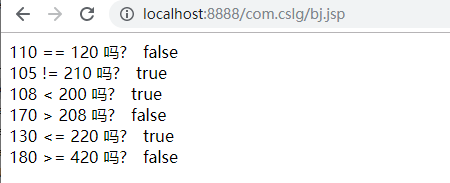 localhost:8888/com.cslg/bj.jsp
110 == 120 吗? false
105 != 210 吗? true
108 < 200 吗? true
170 > 208 吗? false
130 <= 220 吗? true
180 >= 420 吗? false